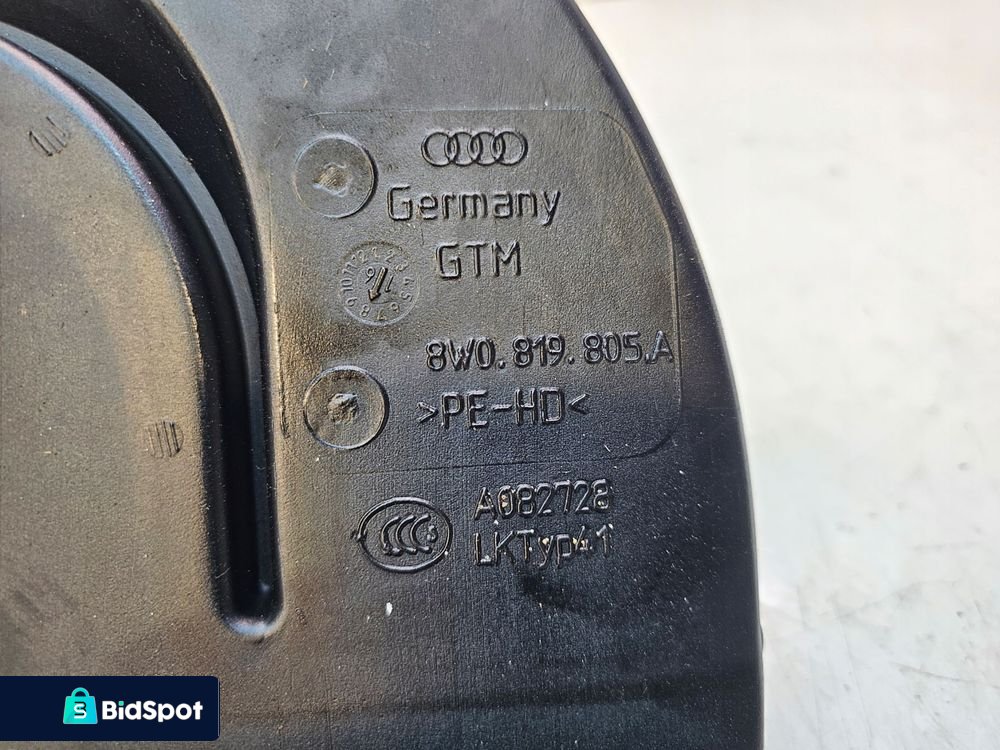 Germany
GTM
8W0.819.805.A
>PE-HD<
A082728
LKTyp41
BidSpot